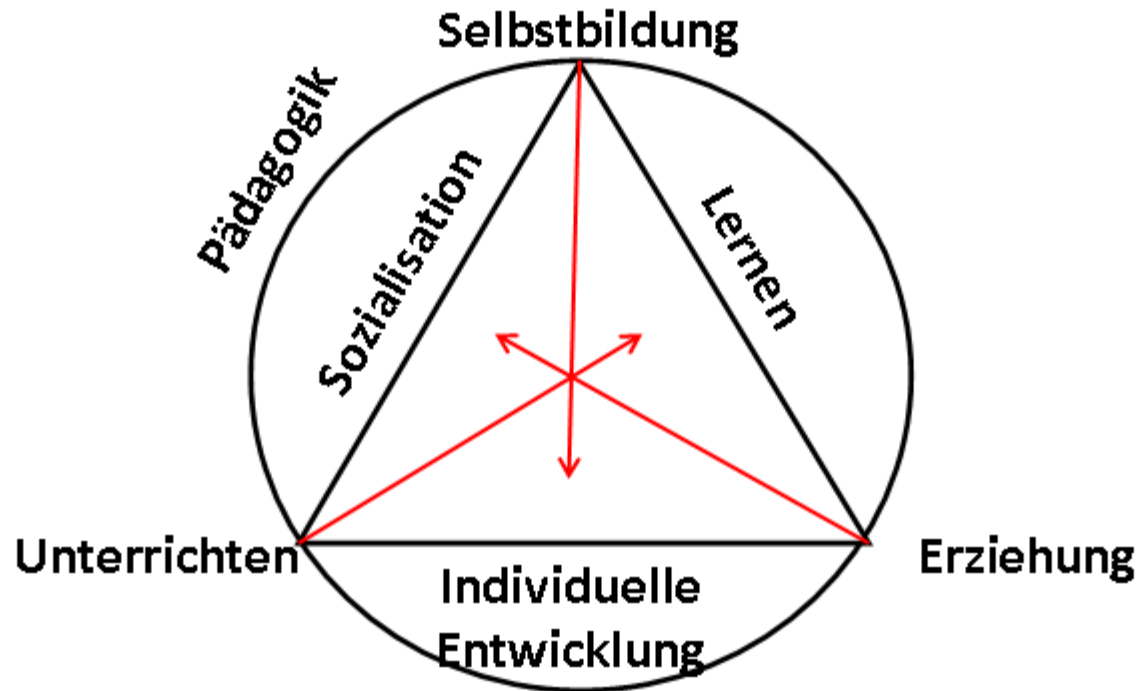 Selbstbildung
Pädagogik
Sozialisation
Lernen
Unterrichten
Erziehung
Individuelle
Entwicklung